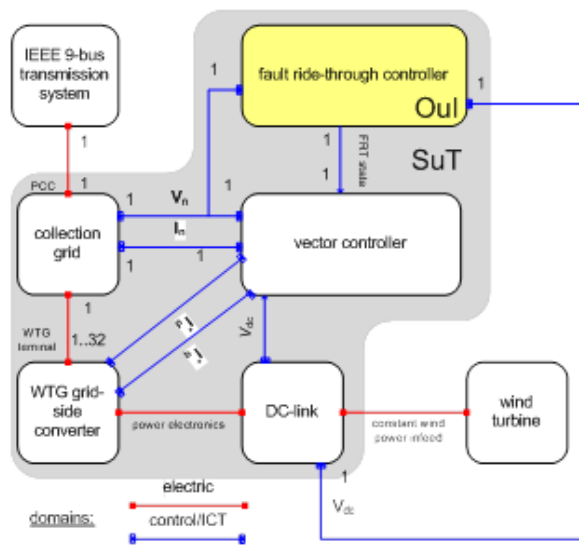 IEEE 9-bus
transmission
system
1
fault ride-through controller
OuI
1
SuT
1
PCC
1
1
Vn
1
FRT state
1
collection
grid
In
1
1
vector controller
1
WTG
terminal
1..32
Vdc
WTG grid-
side
converter
power electronics
DC-link
constant wind
power infeed
wind
turbine
1
Vdc
electric
domains:
control/ICT